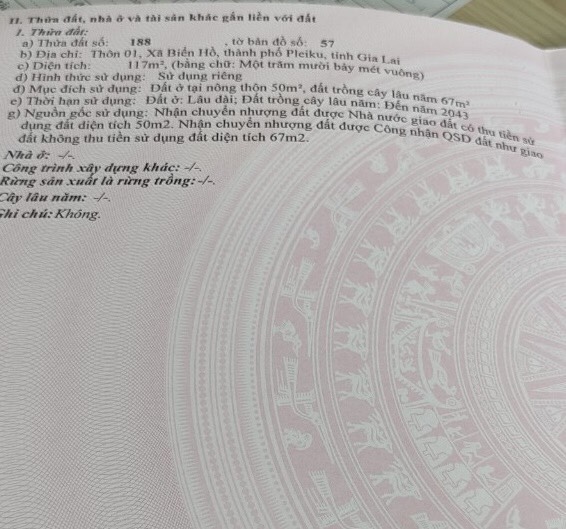 II. Thửa đất, nhà ở và tài sản khác gắn liền với đất
1. Thửa đất:
a) Thửa đất số: 188 , tờ bản đồ số: 57
b) Địa chỉ: Thôn 01, Xã Biển Hồ, thành phố Pleiku, tỉnh Gia Lai
c) Diện tích: 117m², (bằng chữ: Một trăm mười bảy mét vuông)
d) Hình thức sử dụng: Sử dụng riêng
đ) Mục đích sử dụng: Đất ở tại nông thôn 50m², đất trồng cây lâu năm 67m²
e) Thời hạn sử dụng: Đất ở: Lâu dài; Đất trồng cây lâu năm: Đến năm 2043
g) Nguồn gốc sử dụng: Nhận chuyển nhượng đất được Nhà nước giao đất có thu tiền sử
dụng đất diện tích 50m2. Nhận chuyển nhượng đất được Công nhận QSD đất như giao
đất không thu tiền sử dụng đất diện tích 67m2.
Nhà ở: -/-.
Công trình xây dựng khác: -/-.
Rừng sản xuất là rừng trồng: -/-.
Cây lâu năm: -/-.
Ghi chú: Không.